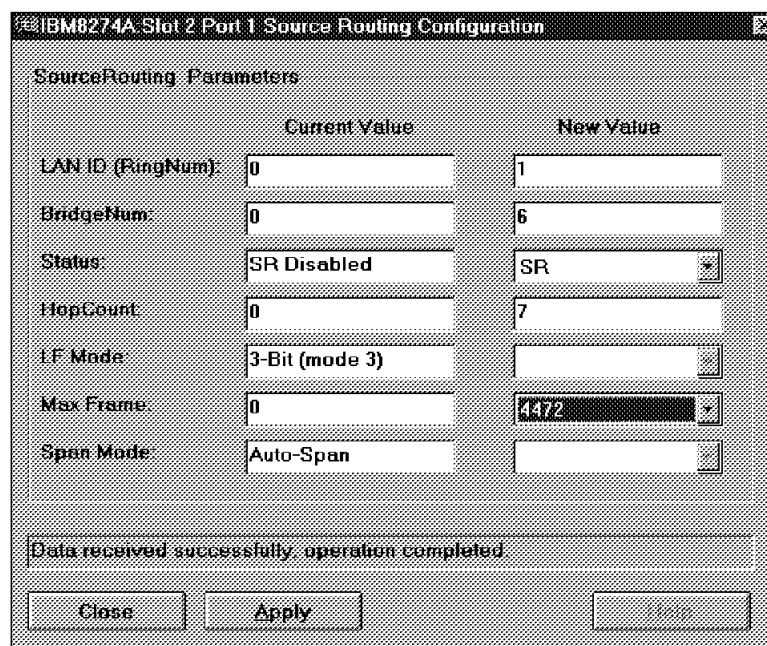 IBM8274A.Slot 2 Port 1 Source Routing Configuration
SourceRouting Parameters
Current Value New Value
LAN ID (RingNum): 0 1
BridgeNum: 0 6
Status: SR Disabled SR
HopCount: 0 7
LF Mode: 3-Bit (mode 3)
Max Frame: 0 4472
Span Mode: Auto-Span
Data received successfully, operation completed.
Close Apply Help